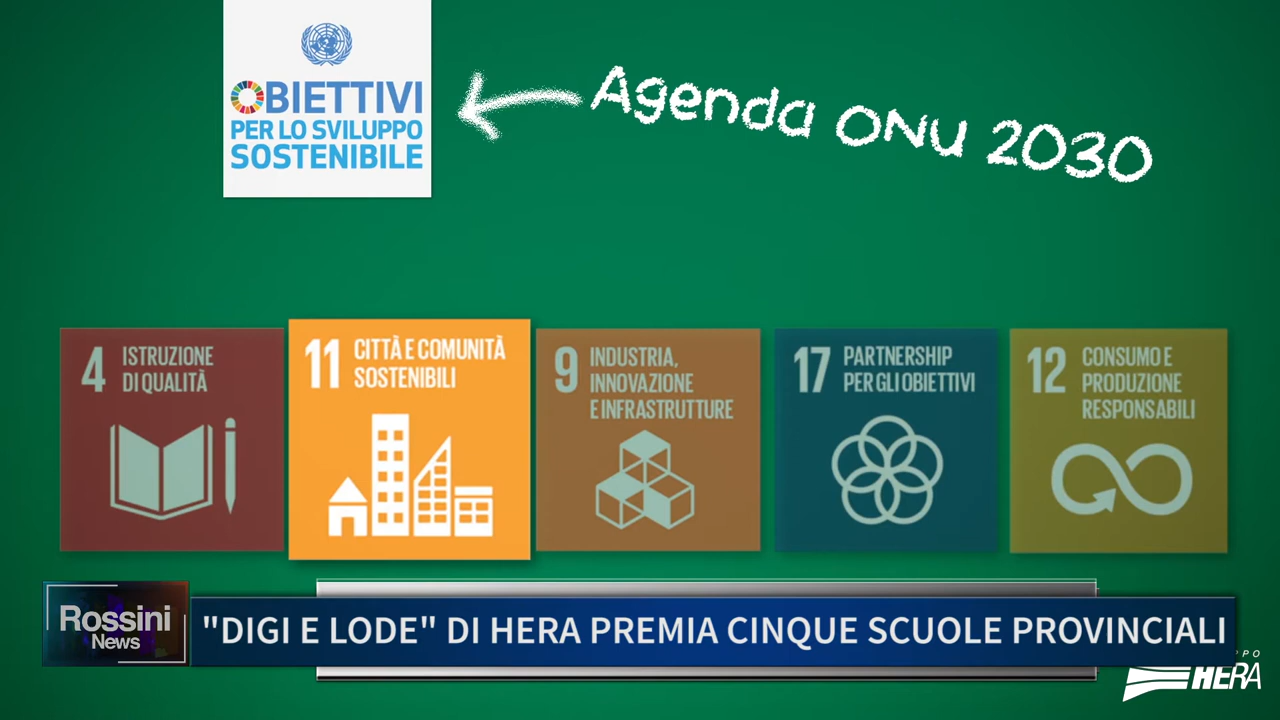 OBIETTIVI
PER LO SVILUPPO
SOSTENIBILE
Agenda ONU 2030
4 ISTRUZIONE
DI QUALITÀ
11 CITTÀ E COMUNITÀ
SOSTENIBILI
9 INDUSTRIA,
INNOVAZIONE
E INFRASTRUTTURE
17 PARTNERSHIP
PER GLI OBIETTIVI
12 CONSUMO E
PRODUZIONE
RESPONSABILI
Rossini
News
"DIGI E LODE" DI HERA PREMIA CINQUE SCUOLE PROVINCIALI
PPO
HERA